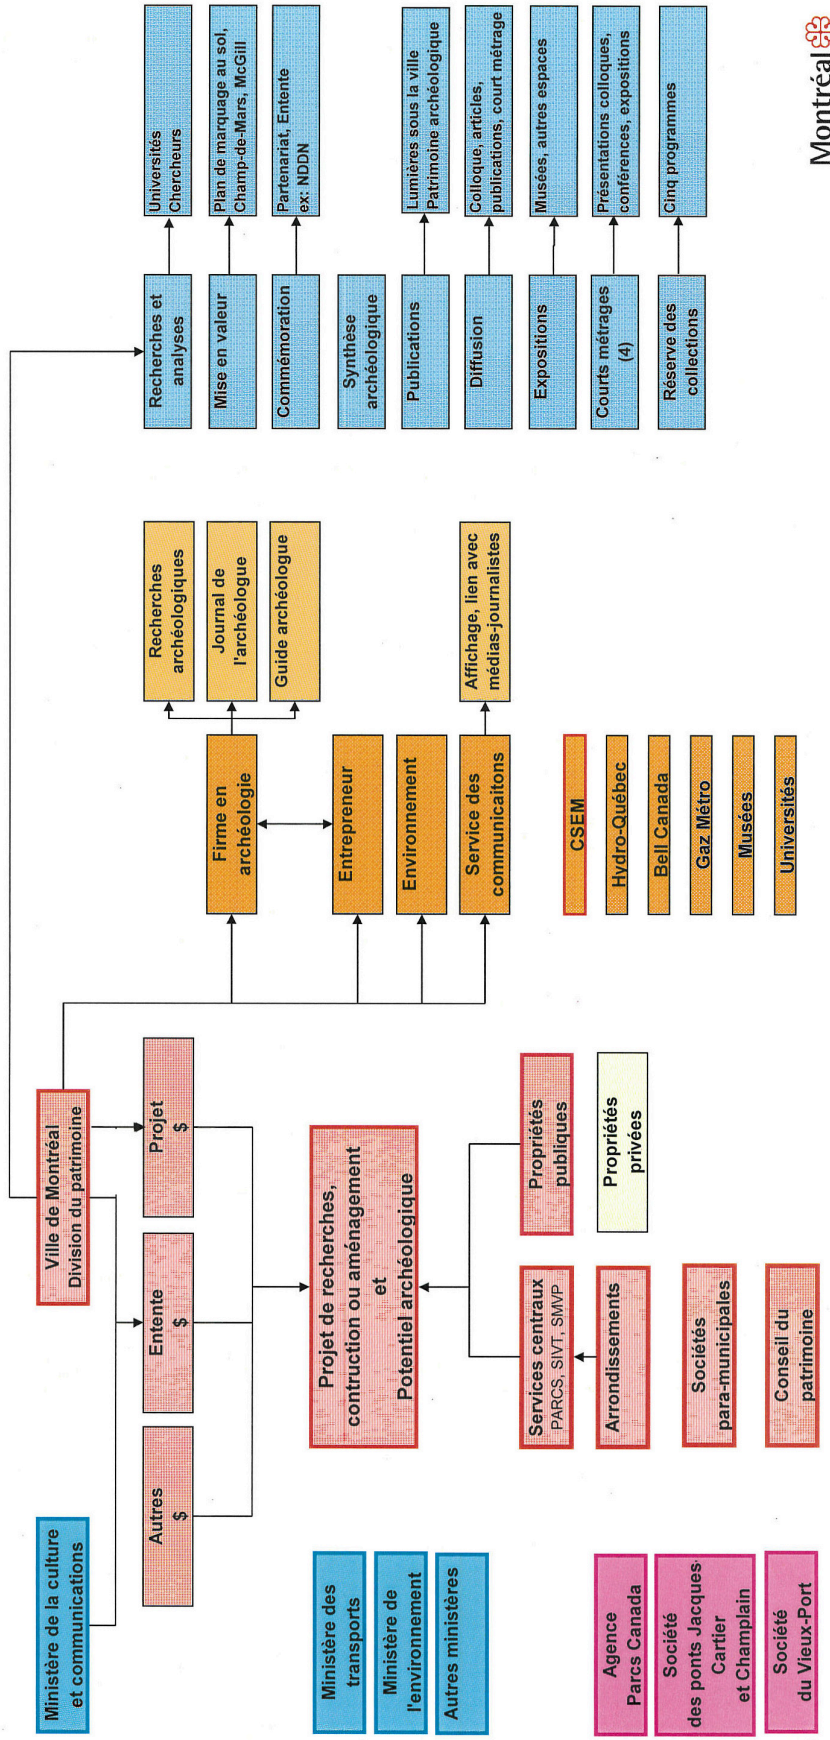 Ministère de la culture
et communications
Ville de Montréal
Division du patrimoine
Autres
$
Entente
$
Projet
$
Projet de recherches,
contruction ou aménagement
et
Potentiel archéologique
Ministère des
transports
Ministère de
l'environnement
Autres ministères
Services centraux
PARCS, SIVT, SMVP
Propriétés
publiques
Arrondissements
Propriétés
privées
Sociétés
para-municipales
Conseil du
patrimoine
Agence
Parcs Canada
Société
des ponts Jacques-
Cartier
et Champlain
Société
du Vieux-Port
Firme en
archéologie
Entrepreneur
Environnement
Service des
communicaitons
CSEM
Hydro-Québec
Bell Canada
Gaz Métro
Musées
Universités
Recherches
archéologiques
Journal de
l'archéologue
Guide archéologue
Affichage, lien avec
médias-journalistes
Recherches et
analyses
Universités
Chercheurs
Mise en valeur
Plan de marquage au sol,
Champ-de-Mars, McGill
Commémoration
Partenariat, Entente
ex: NDDN
Synthèse
archéologique
Publications
Lumières sous la ville
Patrimoine archéologique
Diffusion
Colloque, articles,
publications, court métrage
Expositions
Musées, autres espaces
Courts métrages
(4)
Présentations colloques,
conférences, expositions
Réserve des
collections
Cinq programmes
Montréal